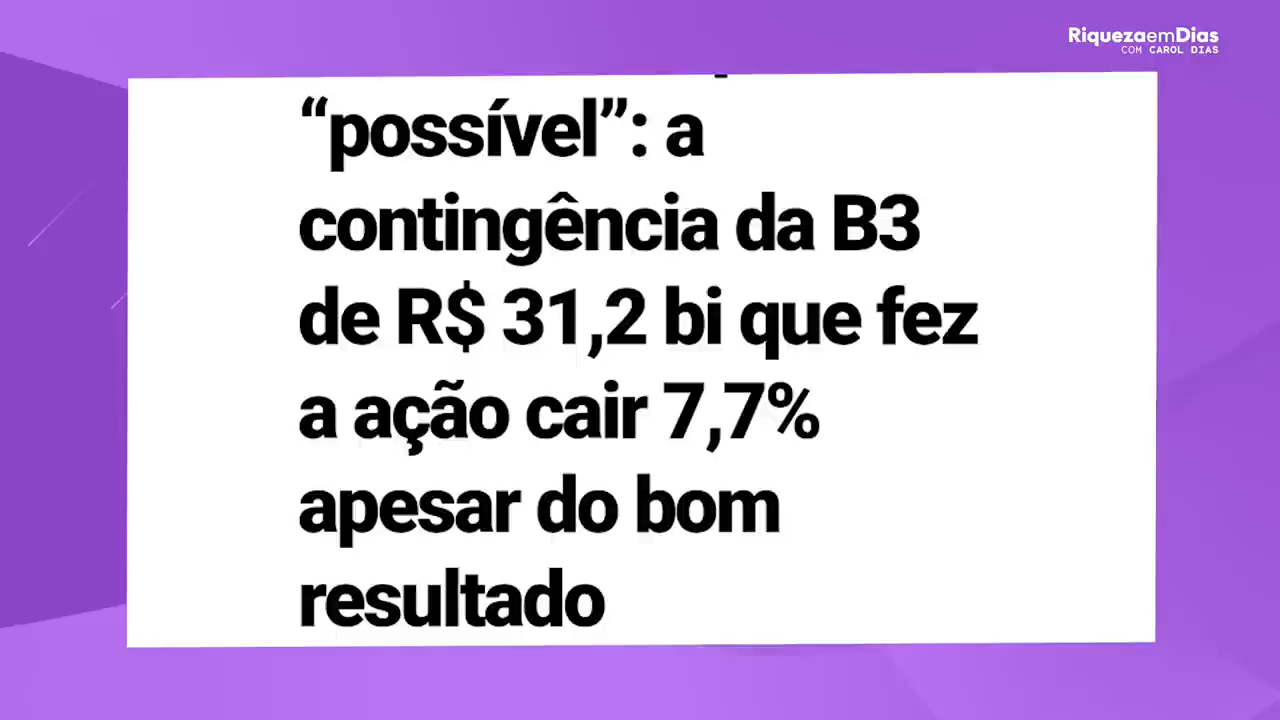 RiquezaemDias
COM CAROL DIAS
“possível”: a
contingência da B3
de R$ 31,2 bi que fez
a ação cair 7,7%
apesar do bom
resultado